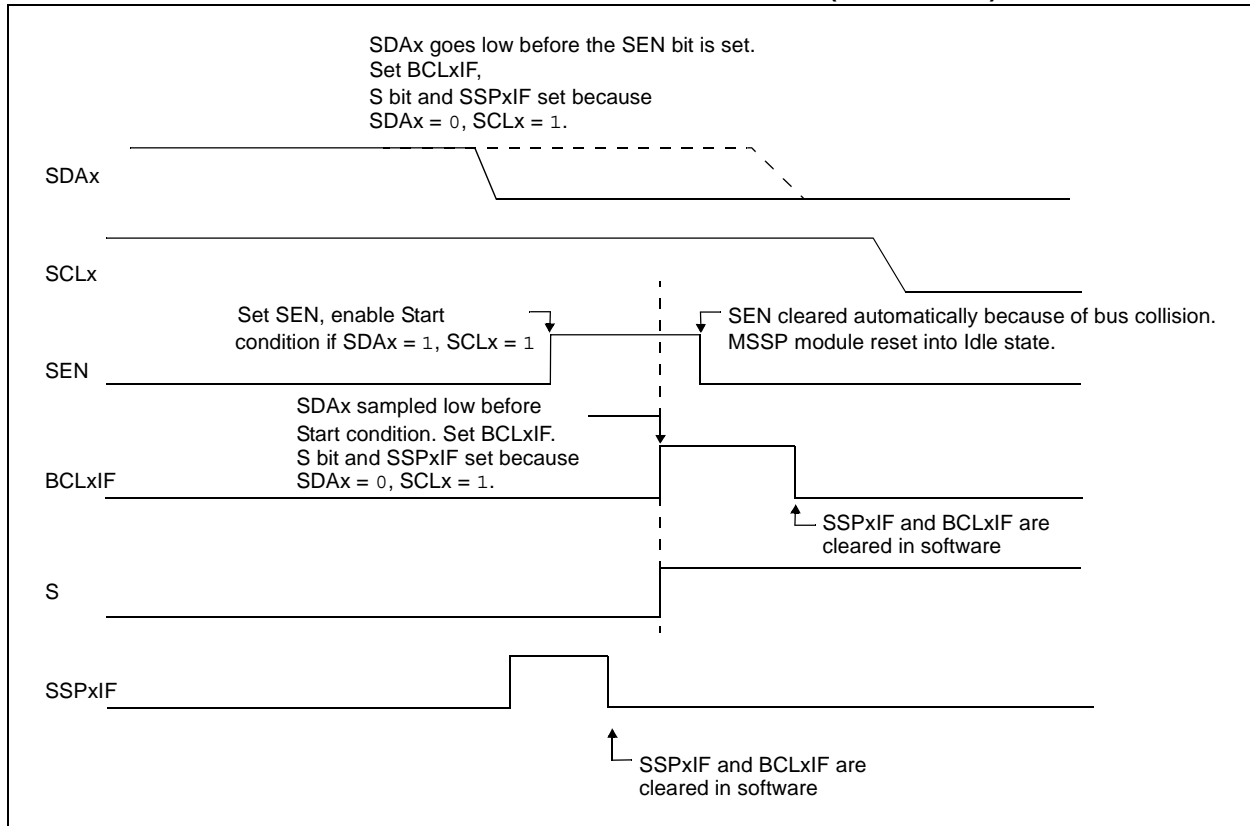 SDAx goes low before the SEN bit is set.
Set BCLxIF,
S bit and SSPxIF set because
SDAx = 0, SCLx = 1.
SDAx
SCLx
Set SEN, enable Start
condition if SDAx = 1, SCLx = 1
SEN cleared automatically because of bus collision.
MSSP module reset into Idle state.
SEN
SDAx sampled low before
Start condition. Set BCLxIF.
S bit and SSPxIF set because
SDAx = 0, SCLx = 1.
BCLxIF
SSPxIF and BCLxIF are
cleared in software
S
SSPxIF
SSPxIF and BCLxIF are
cleared in software